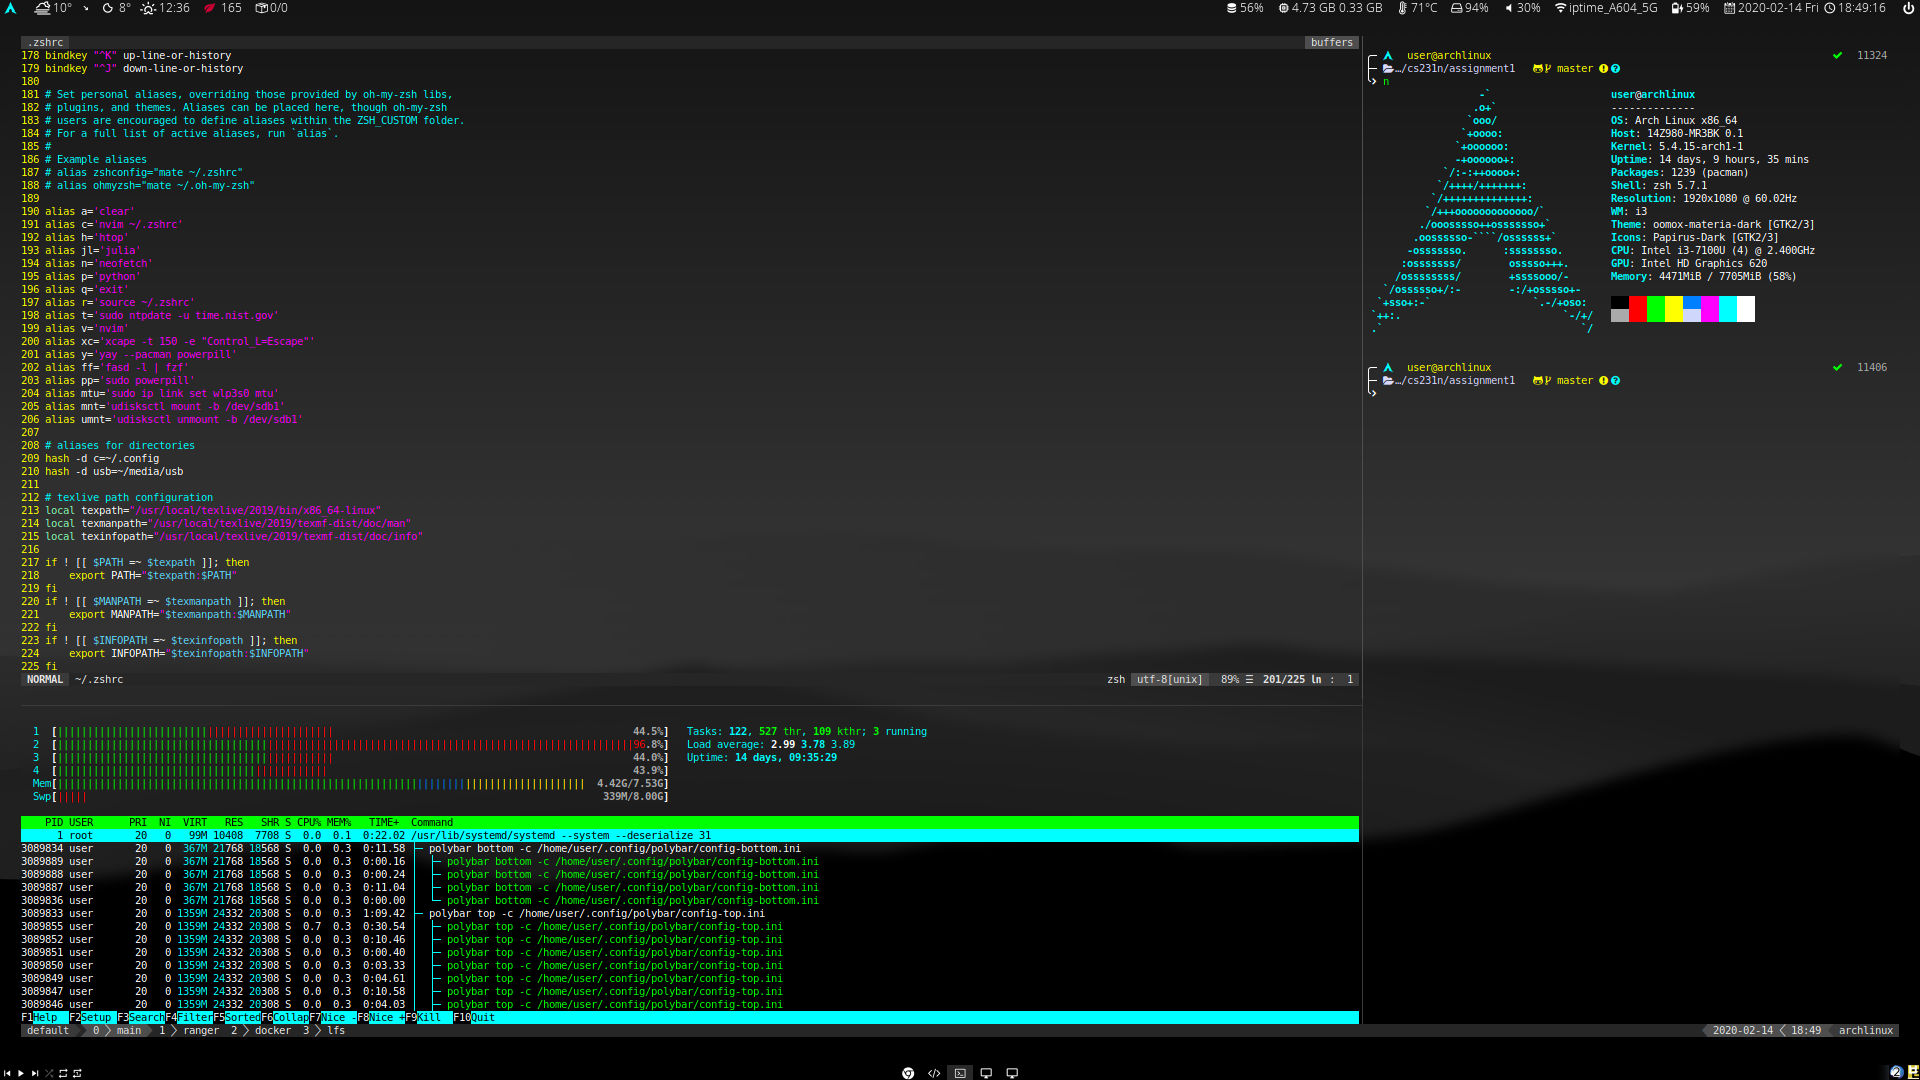 10° ↘ 8° 12:36 165 0/0
56% 4.73 GB 0.33 GB 71°C 94% 30% iptime_A604_5G 59% 2020-02-14 Fri 18:49:16
.zshrc buffers
178 bindkey "^K" up-line-or-history
179 bindkey "^J" down-line-or-history
180
181 # Set personal aliases, overriding those provided by oh-my-zsh libs,
182 # plugins, and themes. Aliases can be placed here, though oh-my-zsh
183 # users are encouraged to define aliases within the ZSH_CUSTOM folder.
184 # For a full list of active aliases, run `alias`.
185 #
186 # Example aliases
187 # alias zshconfig="mate ~/.zshrc"
188 # alias ohmyzsh="mate ~/.oh-my-zsh"
189
190 alias a='clear'
191 alias c='nvim ~/.zshrc'
192 alias h='htop'
193 alias jl='julia'
194 alias n='neofetch'
195 alias p='python'
196 alias q='exit'
197 alias r='source ~/.zshrc'
198 alias t='sudo ntpdate -u time.nist.gov'
199 alias v='nvim'
200 alias xc='xcape -t 150 -e "Control_L=Escape"'
201 alias y='yay --pacman powerpill'
202 alias ff='fasd -l | fzf'
203 alias pp='sudo powerpill'
204 alias mtu='sudo ip link set wlp3s0 mtu'
205 alias mnt='udisksctl mount -b /dev/sdb1'
206 alias umnt='udisksctl unmount -b /dev/sdb1'
207
208 # aliases for directories
209 hash -d c=~/.config
210 hash -d usb=~/media/usb
211
212 # texlive path configuration
213 local texpath="/usr/local/texlive/2019/bin/x86_64-linux"
214 local texmanpath="/usr/local/texlive/2019/texmf-dist/doc/man"
215 local texinfopath="/usr/local/texlive/2019/texmf-dist/doc/info"
216
217 if ! [[ $PATH =~ $texpath ]]; then
218     export PATH="$texpath:$PATH"
219 fi
220 if ! [[ $MANPATH =~ $texmanpath ]]; then
221     export MANPATH="$texmanpath:$MANPATH"
222 fi
223 if ! [[ $INFOPATH =~ $texinfopath ]]; then
224     export INFOPATH="$texinfopath:$INFOPATH"
225 fi
NORMAL ~/.zshrc zsh utf-8[unix] 89% ☰ 201/225 ln : 1
user@archlinux ✔ 11324
…/cs231n/assignment1 master
n
user@archlinux
--------------
OS: Arch Linux x86_64
Host: 14Z980-MR3BK 0.1
Kernel: 5.4.15-arch1-1
Uptime: 14 days, 9 hours, 35 mins
Packages: 1239 (pacman)
Shell: zsh 5.7.1
Resolution: 1920x1080 @ 60.02Hz
WM: i3
Theme: oomox-materia-dark [GTK2/3]
Icons: Papirus-Dark [GTK2/3]
CPU: Intel i3-7100U (4) @ 2.400GHz
GPU: Intel HD Graphics 620
Memory: 4471MiB / 7705MiB (58%)
user@archlinux ✔ 11406
…/cs231n/assignment1 master
1 [ 44.5%] Tasks: 122, 527 thr, 109 kthr; 3 running
2 [ 96.8%] Load average: 2.99 3.78 3.89
3 [ 44.0%] Uptime: 14 days, 09:35:29
4 [ 43.9%]
Mem[ 4.42G/7.53G]
Swp[ 339M/8.00G]
PID USER PRI NI VIRT RES SHR S CPU% MEM% TIME+ Command
1 root 20 0 99M 10408 7708 S 0.0 0.1 0:22.02 /usr/lib/systemd/systemd --system --deserialize 31
3089834 user 20 0 367M 21768 18568 S 0.0 0.3 0:11.58 polybar bottom -c /home/user/.config/polybar/config-bottom.ini
3089889 user 20 0 367M 21768 18568 S 0.0 0.3 0:00.16 polybar bottom -c /home/user/.config/polybar/config-bottom.ini
3089888 user 20 0 367M 21768 18568 S 0.0 0.3 0:00.24 polybar bottom -c /home/user/.config/polybar/config-bottom.ini
3089887 user 20 0 367M 21768 18568 S 0.0 0.3 0:11.04 polybar bottom -c /home/user/.config/polybar/config-bottom.ini
3089836 user 20 0 367M 21768 18568 S 0.0 0.3 0:00.00 polybar bottom -c /home/user/.config/polybar/config-bottom.ini
3089833 user 20 0 1359M 24332 20308 S 0.0 0.3 1:09.42 polybar top -c /home/user/.config/polybar/config-top.ini
3089855 user 20 0 1359M 24332 20308 S 0.7 0.3 0:30.54 polybar top -c /home/user/.config/polybar/config-top.ini
3089852 user 20 0 1359M 24332 20308 S 0.0 0.3 0:10.46 polybar top -c /home/user/.config/polybar/config-top.ini
3089851 user 20 0 1359M 24332 20308 S 0.0 0.3 0:00.40 polybar top -c /home/user/.config/polybar/config-top.ini
3089850 user 20 0 1359M 24332 20308 S 0.0 0.3 0:03.33 polybar top -c /home/user/.config/polybar/config-top.ini
3089849 user 20 0 1359M 24332 20308 S 0.0 0.3 0:04.61 polybar top -c /home/user/.config/polybar/config-top.ini
3089847 user 20 0 1359M 24332 20308 S 0.0 0.3 0:10.58 polybar top -c /home/user/.config/polybar/config-top.ini
3089846 user 20 0 1359M 24332 20308 S 0.0 0.3 0:04.03 polybar top -c /home/user/.config/polybar/config-top.ini
F1Help F2Setup F3SearchF4FilterF5SortedF6CollapF7Nice -F8Nice +F9Kill F10Quit
default 0 main 1 ranger 2 docker 3 lfs 2020-02-14 18:49 archlinux
2